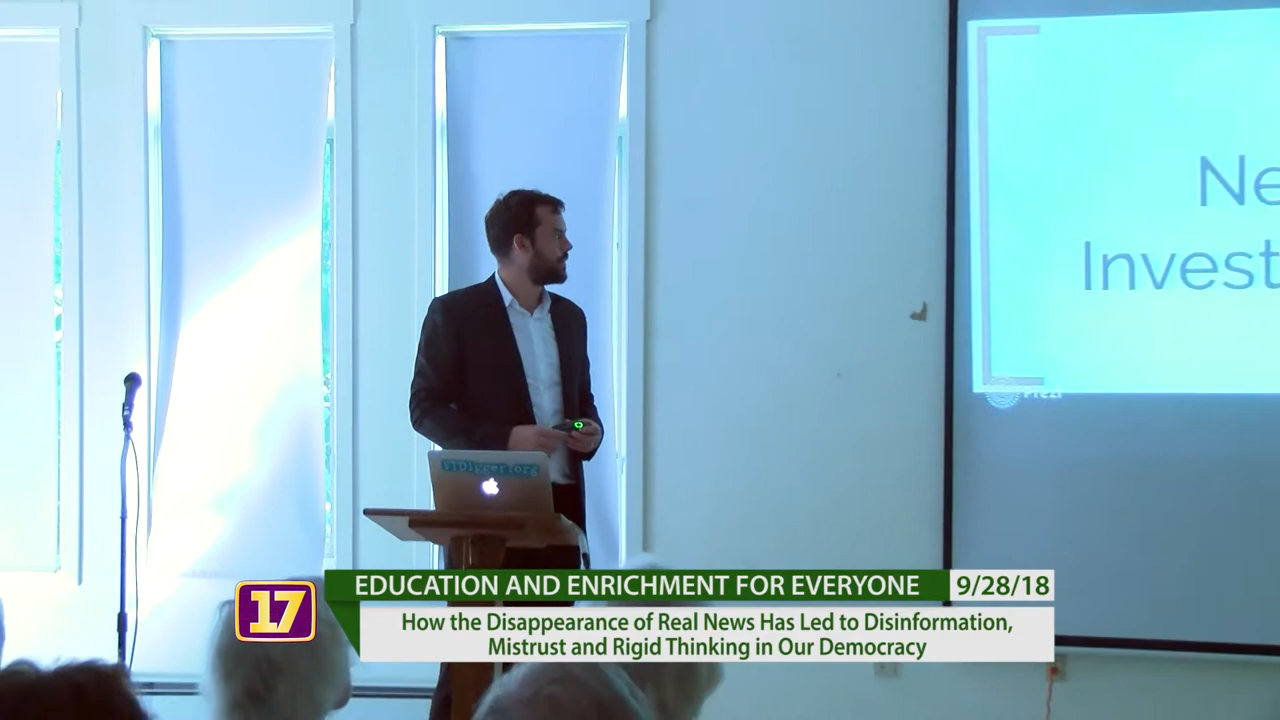 Ne
Invest
VTDigger.org
17
EDUCATION AND ENRICHMENT FOR EVERYONE
9/28/18
How the Disappearance of Real News Has Led to Disinformation,
Mistrust and Rigid Thinking in Our Democracy